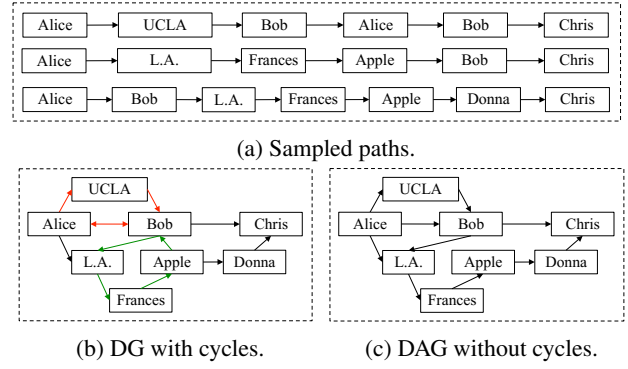 Alice UCLA Bob Alice Bob Chris
Alice L.A. Frances Apple Bob Chris
Alice Bob L.A. Frances Apple Donna Chris
(a) Sampled paths.
UCLA
Alice Bob Chris
L.A. Apple Donna
Frances
(b) DG with cycles.
UCLA
Alice Bob Chris
L.A. Apple Donna
Frances
(c) DAG without cycles.